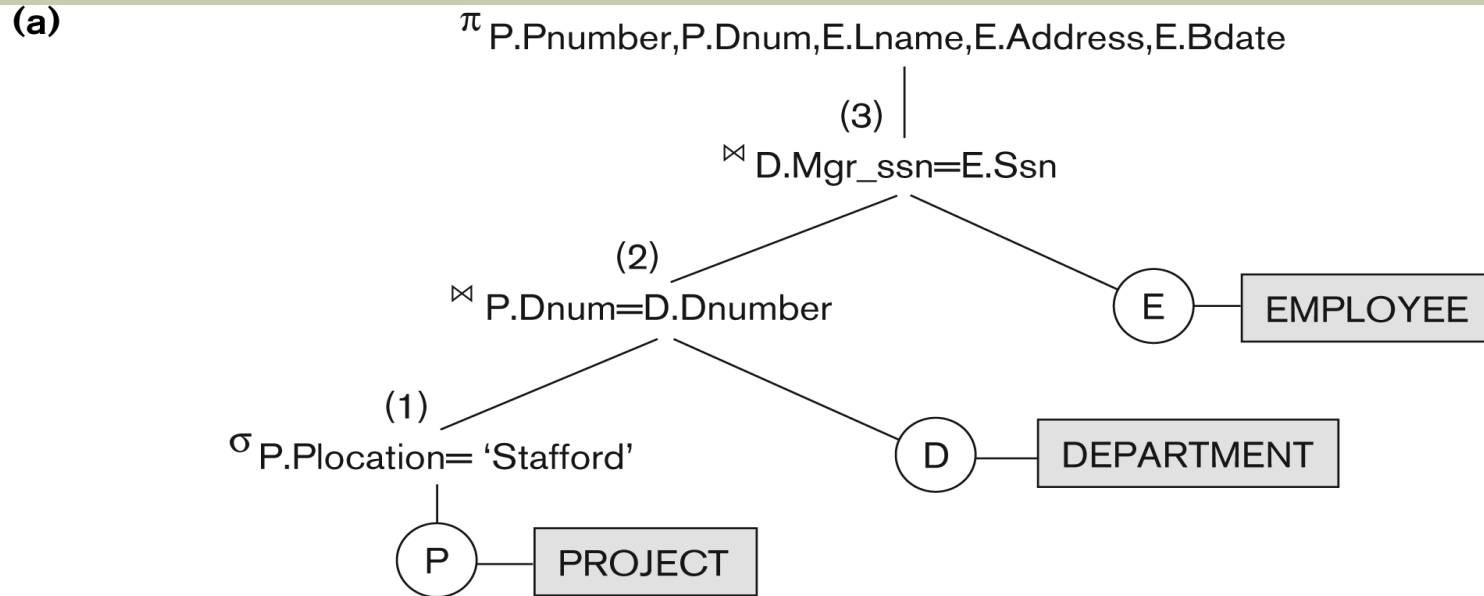 (a)
π P.Pnumber,P.Dnum,E.Lname,E.Address,E.Bdate
(3)
⋈ D.Mgr_ssn=E.Ssn
(2)
⋈ P.Dnum=D.Dnumber
E
EMPLOYEE
(1)
σ P.Plocation= ‘Stafford’
D
DEPARTMENT
P
PROJECT